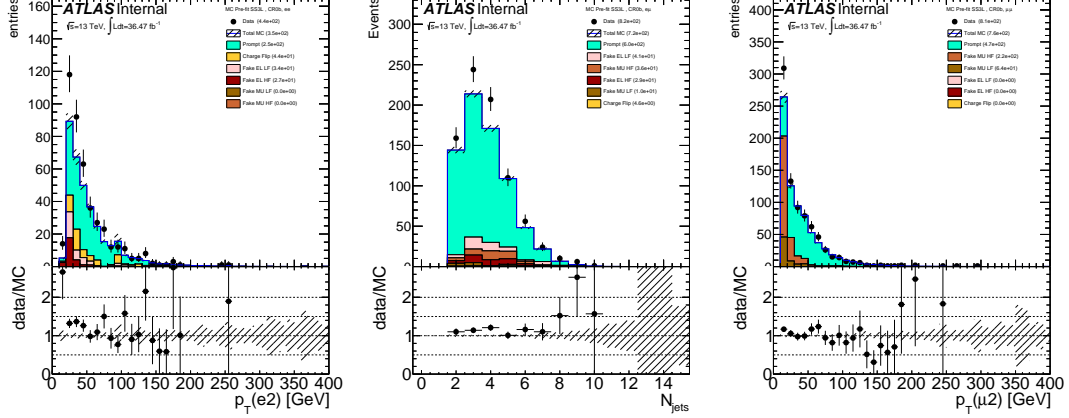 entries
ATLAS Internal
√s=13 TeV, ∫Ldt=36.47 fb⁻¹
MC Pre-fit SS3L , CR0b, ee
Data (4.4e+02)
Total MC (3.5e+02)
Prompt (2.5e+02)
Charge Flip (4.4e+01)
Fake EL LF (3.4e+01)
Fake EL HF (2.7e+01)
Fake MU LF (0.0e+00)
Fake MU HF (0.0e+00)
160
140
120
100
80
60
40
20
0
data/MC
2
1
0
0 50 100 150 200 250 300 350 400
p_T(e2) [GeV]
Events
ATLAS Internal
√s=13 TeV, ∫Ldt=36.47 fb⁻¹
MC Pre-fit SS3L , CR0b, eμ
Data (8.2e+02)
Total MC (7.2e+02)
Prompt (6.0e+02)
Fake EL LF (4.1e+01)
Fake MU HF (3.6e+01)
Fake EL HF (2.9e+01)
Fake MU LF (1.0e+01)
Charge Flip (4.6e+00)
300
250
200
150
100
50
0
data/MC
2
1
0
0 2 4 6 8 10 12 14
N_jets
entries
ATLAS Internal
√s=13 TeV, ∫Ldt=36.47 fb⁻¹
MC Pre-fit SS3L , CR0b, μμ
Data (8.1e+02)
Total MC (7.6e+02)
Prompt (4.7e+02)
Fake MU HF (2.2e+02)
Fake MU LF (6.4e+01)
Fake EL LF (0.0e+00)
Fake EL HF (0.0e+00)
Charge Flip (0.0e+00)
400
350
300
250
200
150
100
50
0
data/MC
2
1
0
0 50 100 150 200 250 300 350 400
p_T(μ2) [GeV]